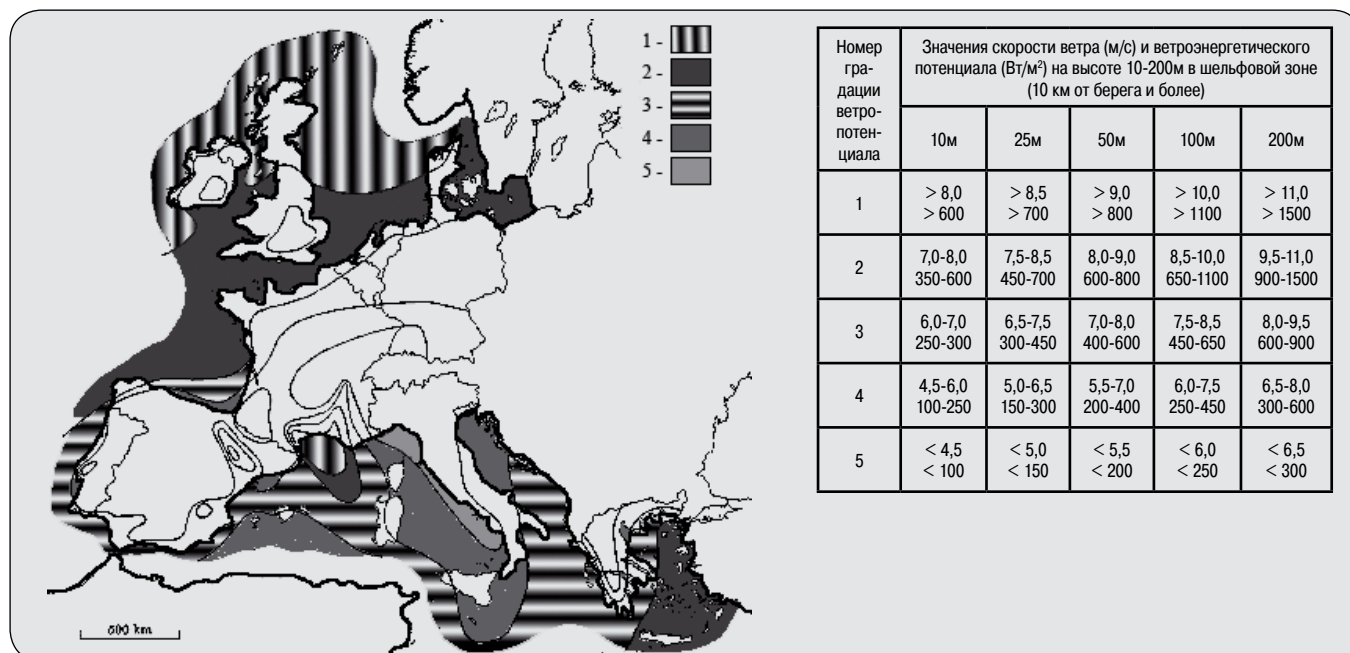 1 -
2 -
3 -
4 -
5 -
500 km
Номер
гра-
дации
ветро-
потен-
циала
Значения скорости ветра (м/с) и ветроэнергетического
потенциала (Вт/м²) на высоте 10-200м в шельфовой зоне
(10 км от берега и более)
10м 25м 50м 100м 200м
1
> 8,0 > 8,5 > 9,0 > 10,0 > 11,0
> 600 > 700 > 800 > 1100 > 1500
2
7,0-8,0 7,5-8,5 8,0-9,0 8,5-10,0 9,5-11,0
350-600 450-700 600-800 650-1100 900-1500
3
6,0-7,0 6,5-7,5 7,0-8,0 7,5-8,5 8,0-9,5
250-300 300-450 400-600 450-650 600-900
4
4,5-6,0 5,0-6,5 5,5-7,0 6,0-7,5 6,5-8,0
100-250 150-300 200-400 250-450 300-600
5
< 4,5 < 5,0 < 5,5 < 6,0 < 6,5
< 100 < 150 < 200 < 250 < 300